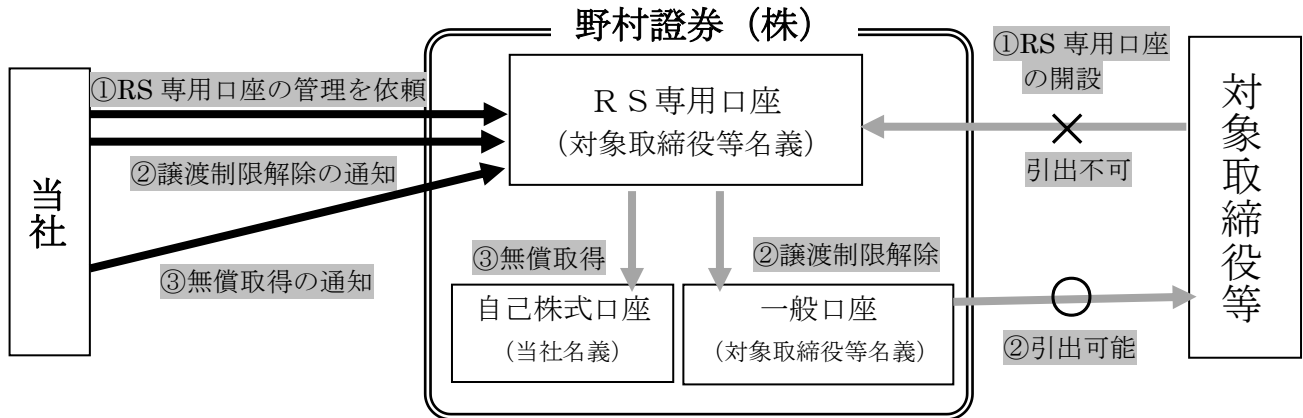 野村證券（株）
当社
①RS 専用口座の管理を依頼
②譲渡制限解除の通知
③無償取得の通知
ＲＳ専用口座
（対象取締役等名義）
③無償取得
②譲渡制限解除
自己株式口座
（当社名義）
一般口座
（対象取締役等名義）
①RS 専用口座
の開設
引出不可
②引出可能
対象取締役等